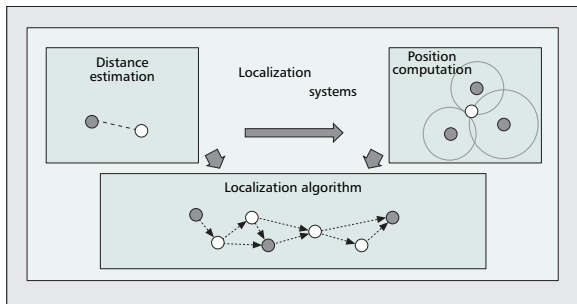 Distance
estimation
Localization
systems
Position
computation
Localization algorithm